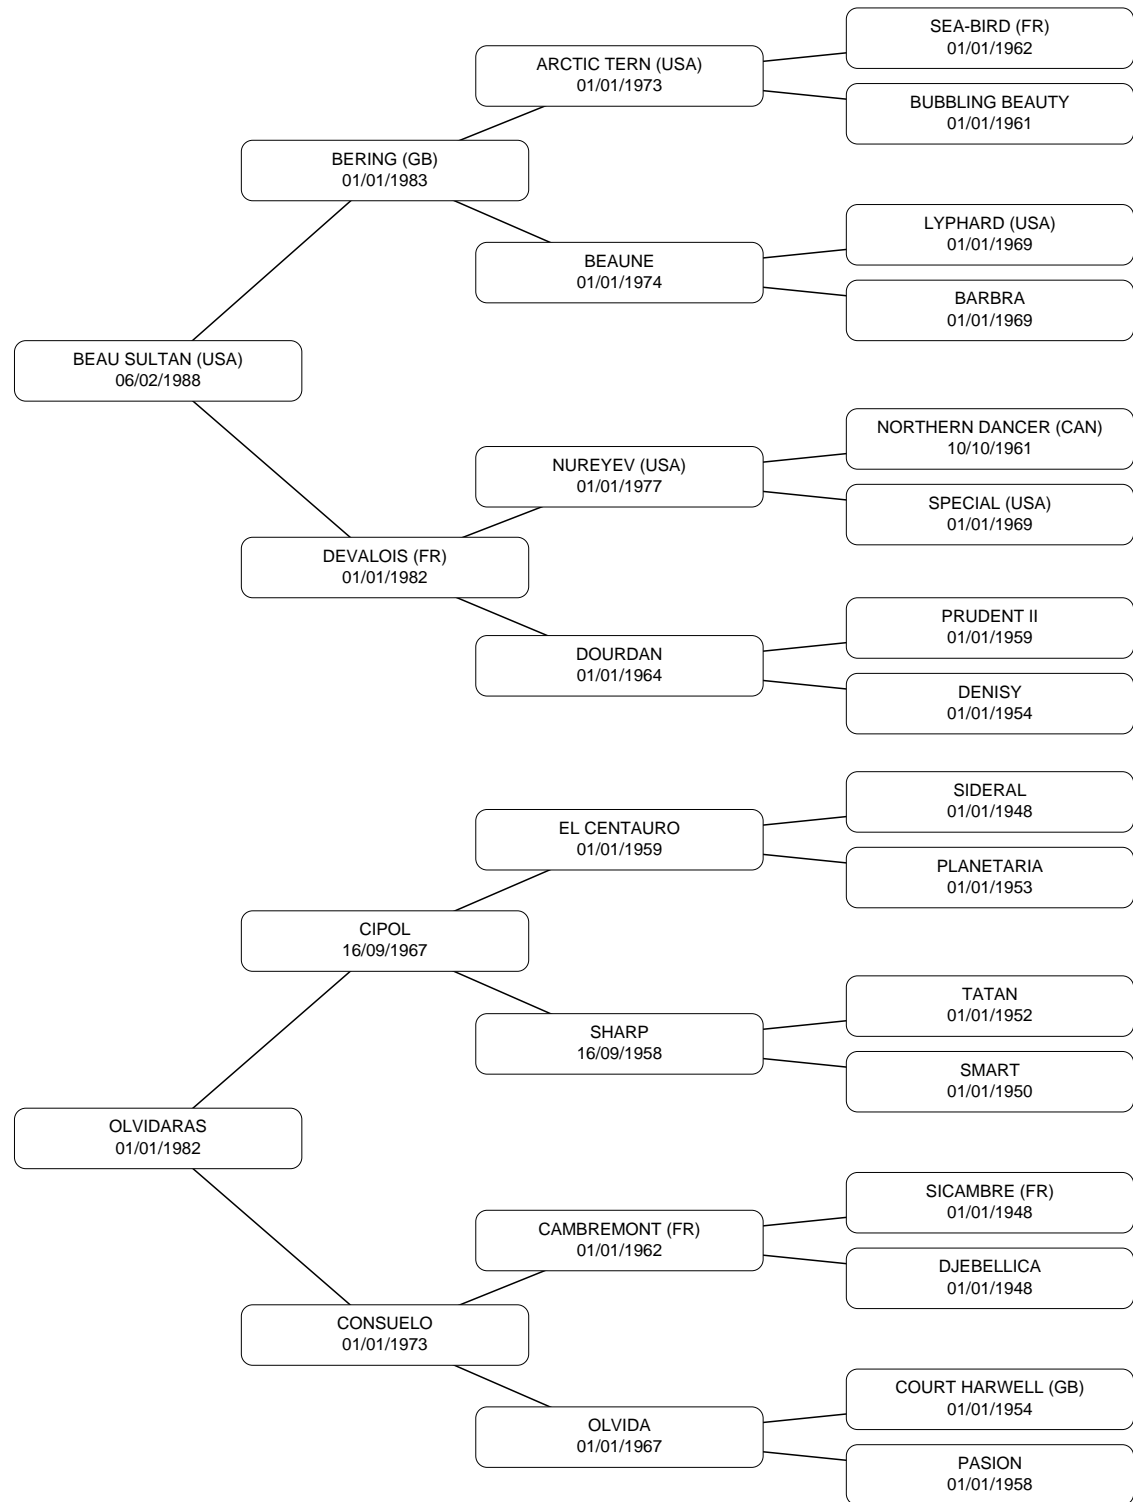 SEA-BIRD (FR)
01/01/1962
ARCTIC TERN (USA)
01/01/1973
BUBBLING BEAUTY
01/01/1961
BERING (GB)
01/01/1983
LYPHARD (USA)
01/01/1969
BEAUNE
01/01/1974
BARBRA
01/01/1969
BEAU SULTAN (USA)
06/02/1988
NORTHERN DANCER (CAN)
10/10/1961
NUREYEV (USA)
01/01/1977
SPECIAL (USA)
01/01/1969
DEVALOIS (FR)
01/01/1982
PRUDENT II
01/01/1959
DOURDAN
01/01/1964
DENISY
01/01/1954
SIDERAL
01/01/1948
EL CENTAURO
01/01/1959
PLANETARIA
01/01/1953
CIPOL
16/09/1967
TATAN
01/01/1952
SHARP
16/09/1958
SMART
01/01/1950
OLVIDARAS
01/01/1982
SICAMBRE (FR)
01/01/1948
CAMBREMONT (FR)
01/01/1962
DJEBELLICA
01/01/1948
CONSUELO
01/01/1973
COURT HARWELL (GB)
01/01/1954
OLVIDA
01/01/1967
PASION
01/01/1958